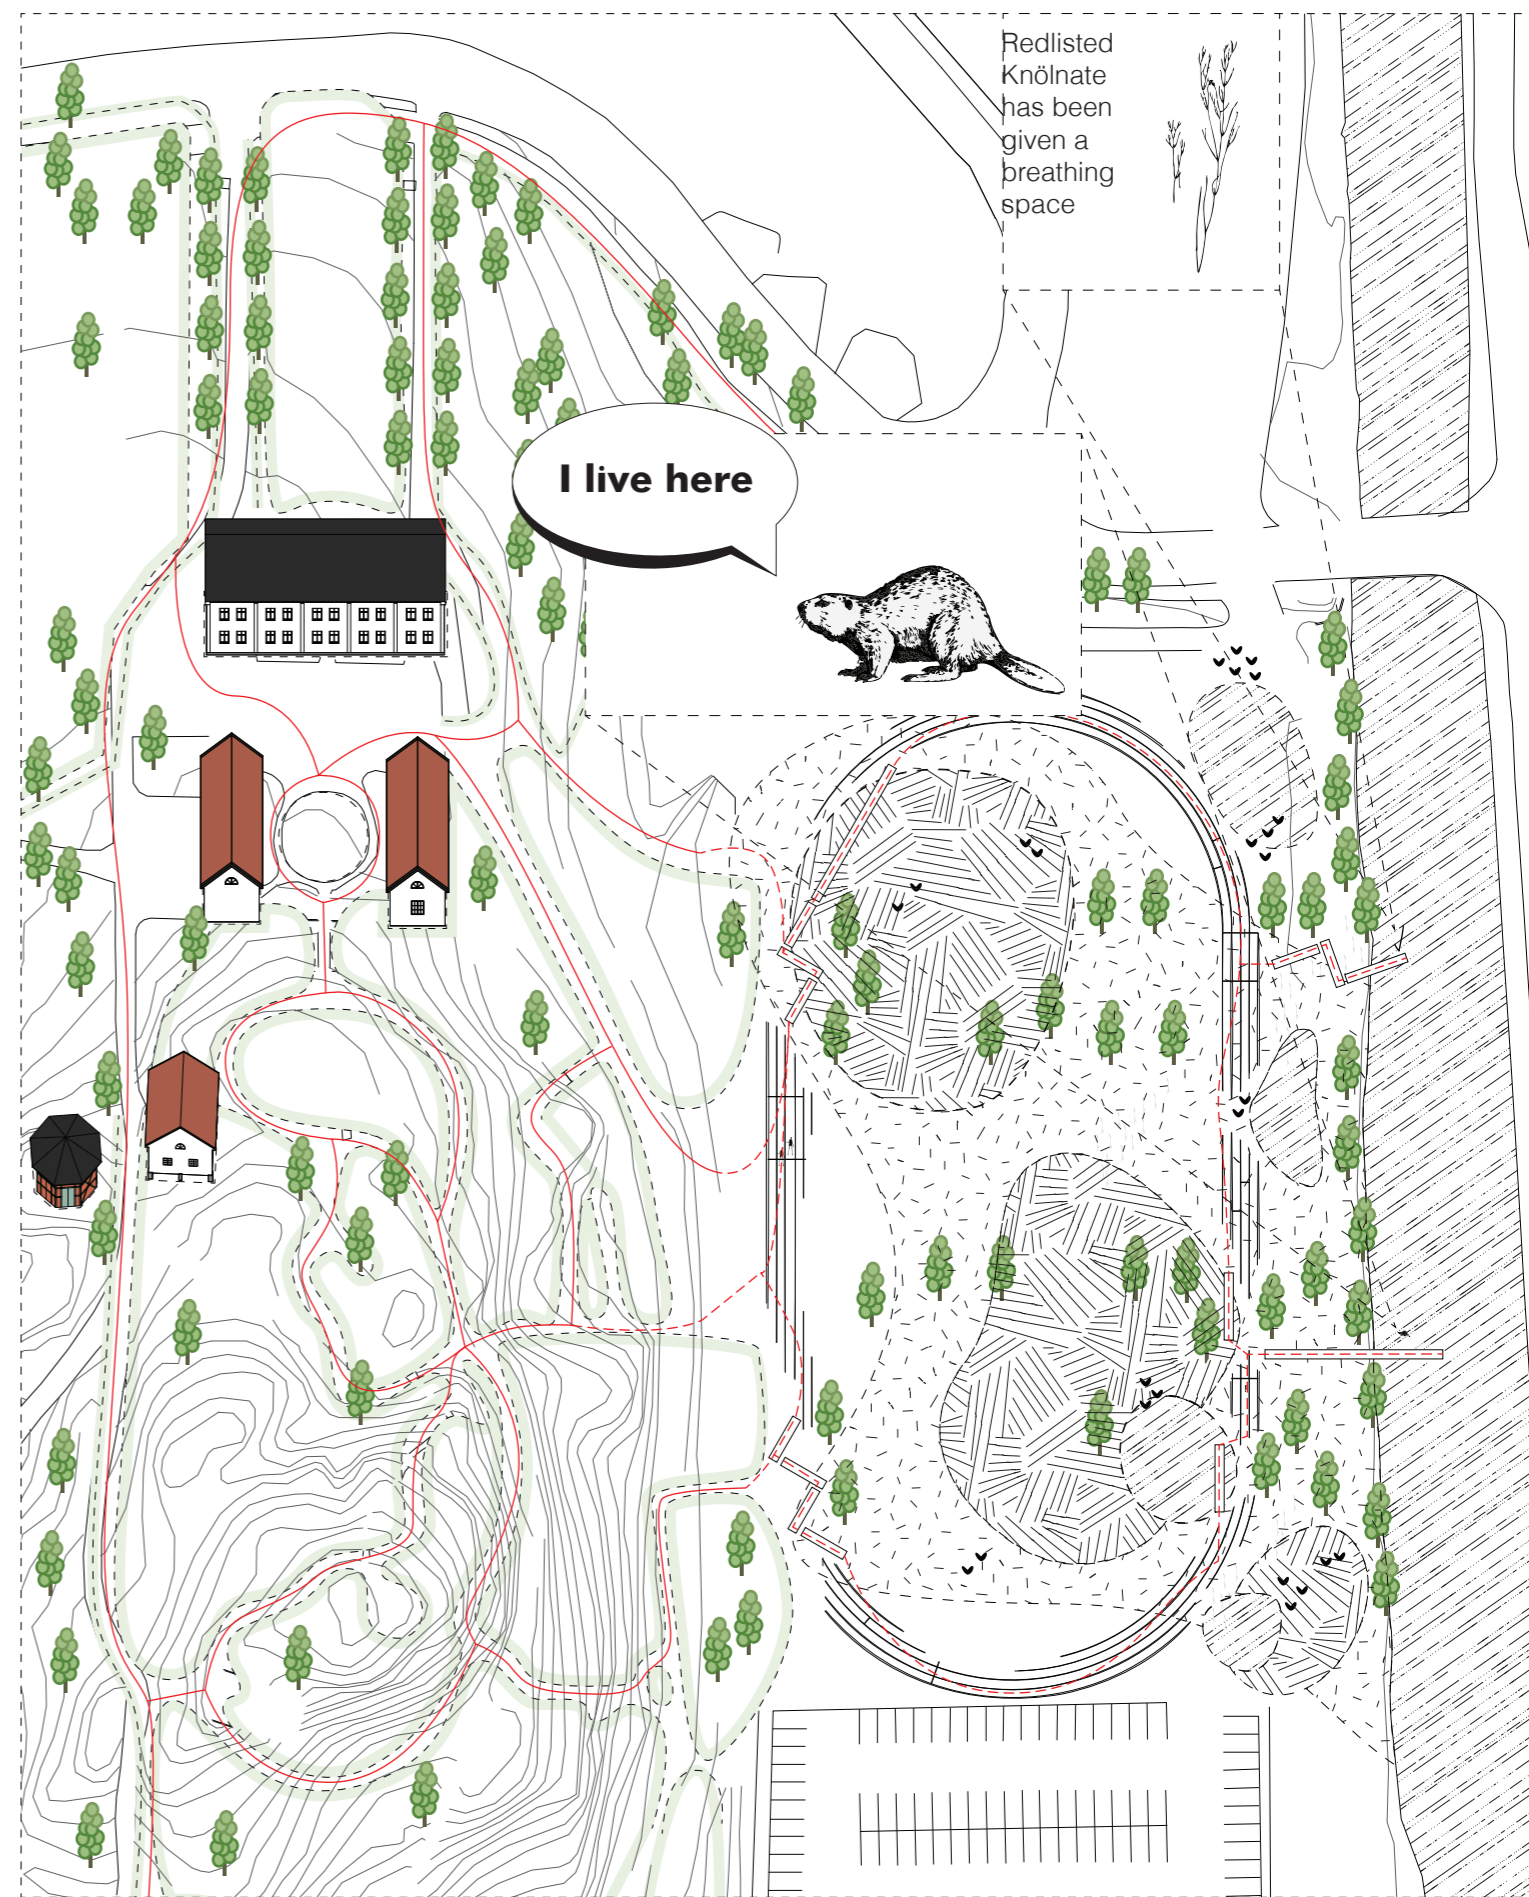 Redlisted
Knölnate
has been
given a
breathing
space
I live here